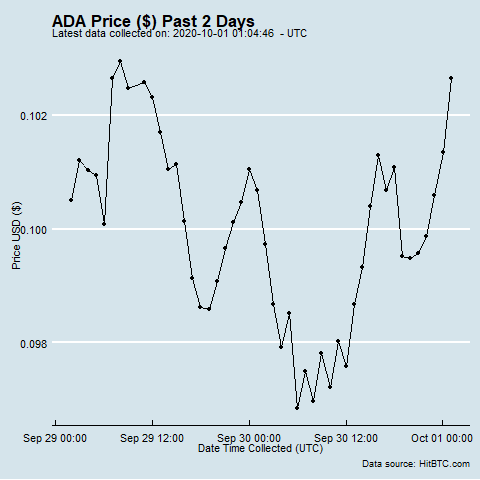 ADA Price ($) Past 2 Days
Latest data collected on: 2020-10-01 01:04:46 - UTC
Price USD ($)
0.102
0.100
0.098
Sep 29 00:00 Sep 29 12:00 Sep 30 00:00 Sep 30 12:00 Oct 01 00:00
Date Time Collected (UTC)
Data source: HitBTC.com